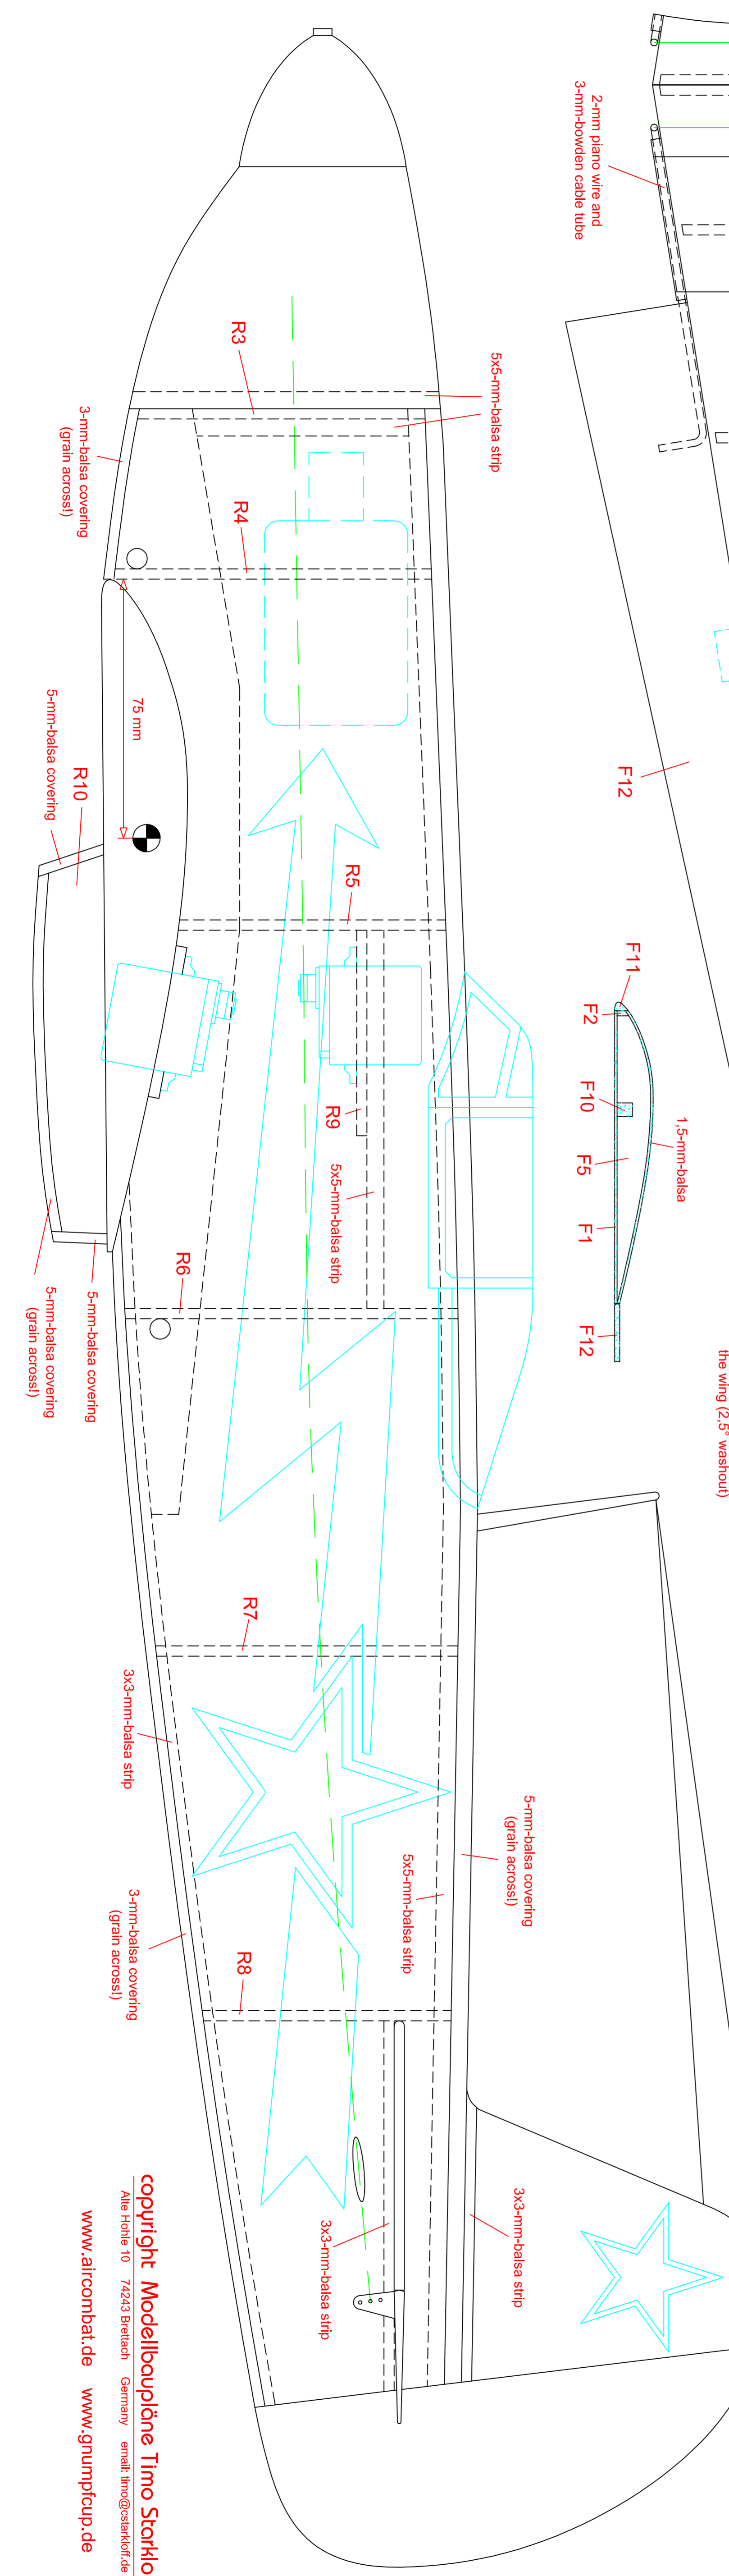 2-mm piano wire and
3-mm-bowden cable tube
R3
5x5-mm-balsa strip
3-mm-balsa covering
(grain across!)
R4
75 mm
5-mm-balsa covering
R10
F12
R5
F11
F2
F10
F5
F1
F12
1,5-mm-balsa
R9
5x5-mm-balsa strip
R6
5-mm-balsa covering
5-mm-balsa covering
(grain across!)
the wing (2,5° washout)
R7
3x3-mm-balsa strip
5-mm-balsa covering
(grain across!)
5x5-mm-balsa strip
3-mm-balsa covering
(grain across!)
R8
3x3-mm-balsa strip
3x3-mm-balsa strip
copyright Modellbaupläne Timo Starklo
Alte Hohle 10 74243 Brettach Germany email: timo@cstarkloff.de
www.aircombat.de www.gnumpfcup.de